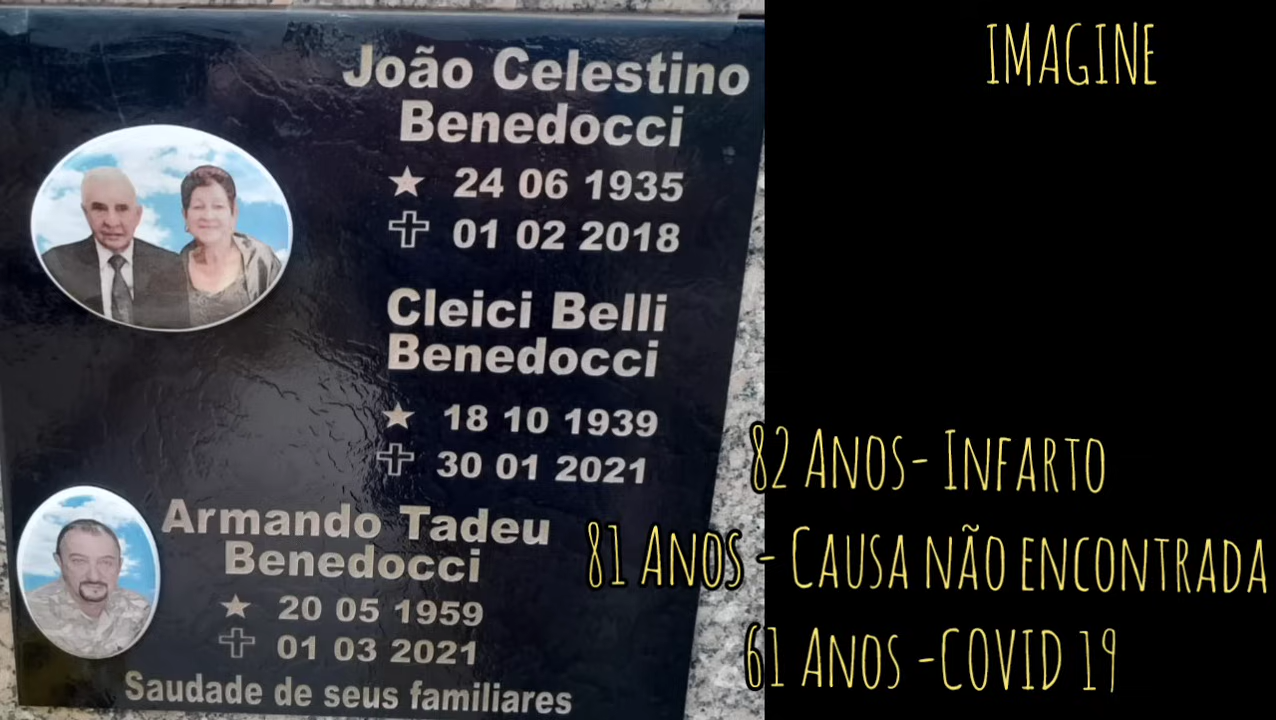 João Celestino
Benedocci
★ 24 06 1935
✝ 01 02 2018
Cleici Belli
Benedocci
★ 18 10 1939
✝ 30 01 2021
Armando Tadeu
Benedocci
★ 20 05 1959
✝ 01 03 2021
Saudade de seus familiares
IMAGINE
82 Anos- Infarto
81 Anos - Causa não encontrada
61 Anos -COVID 19